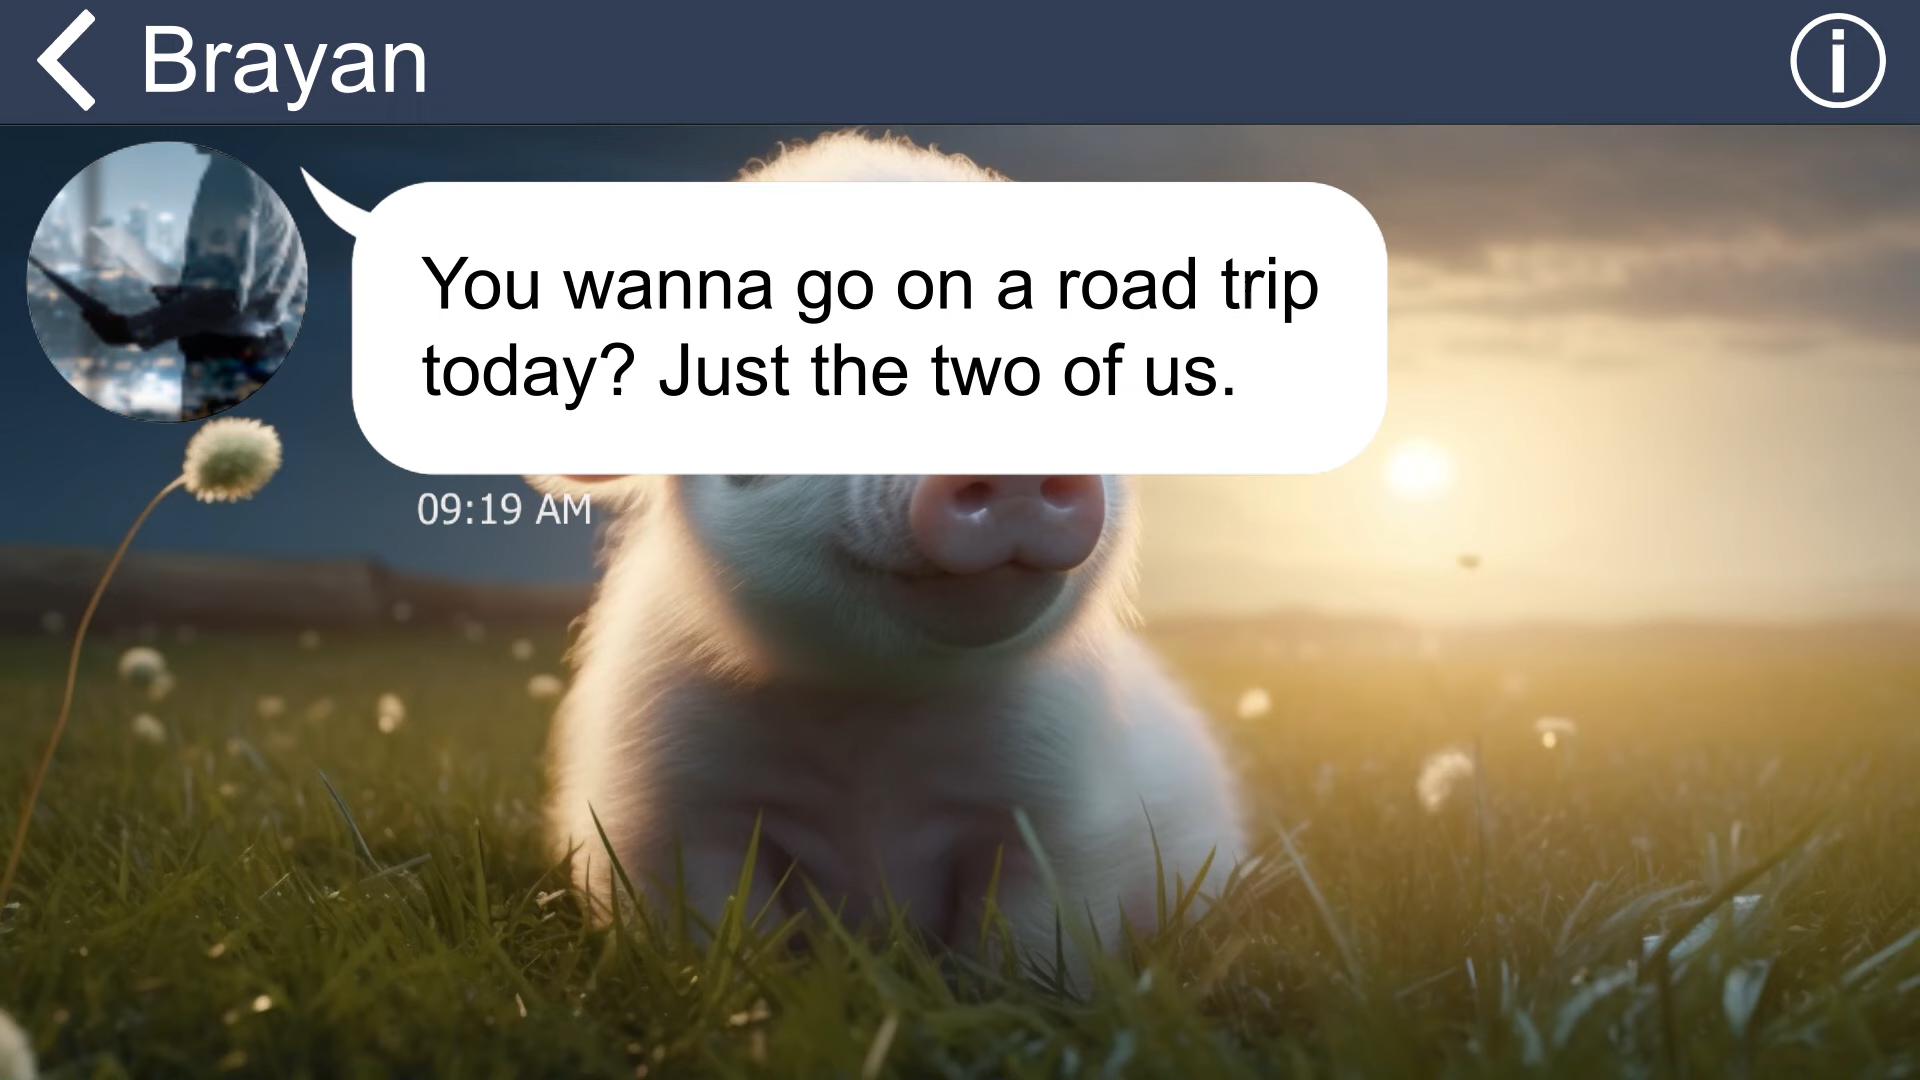 Brayan
You wanna go on a road trip
today? Just the two of us.
09:19 AM